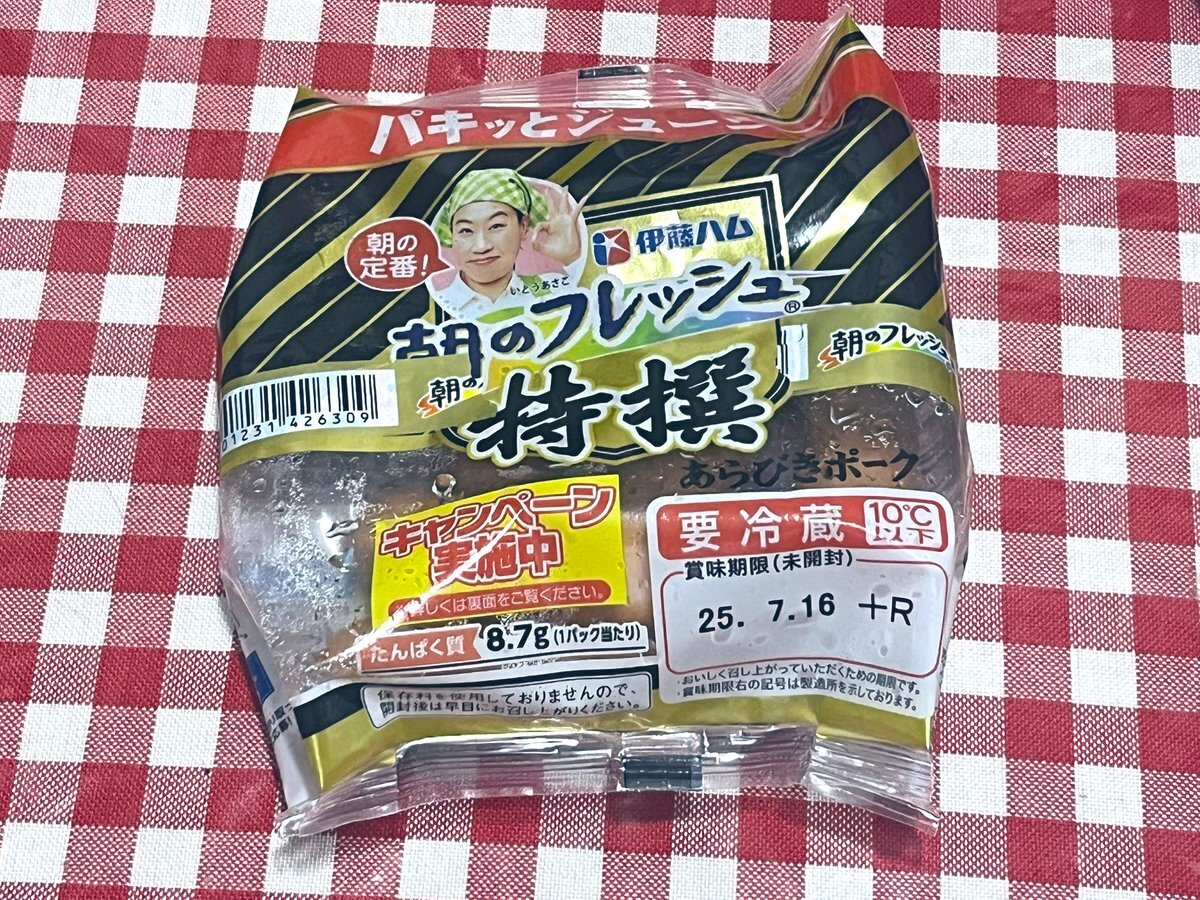 パキッとジューシ
朝の
定番!
いとうあさこ
伊藤ハム
朝のフレッシュ®
朝の
特撰
朝のフレッシュ
01231 426309
あらびきポーク
キャンペーン
実施中
※詳しくは裏面をご覧ください。
たんぱく質 8.7g(1パック当たり)
保存料を使用しておりませんので、
開封後は早目にお召し上がりください。
要冷蔵 10℃以下
賞味期限(未開封)
25. 7.16 +R
おいしく召し上がっていただくための期限です。
賞味期限右の記号は製造所を示しております。